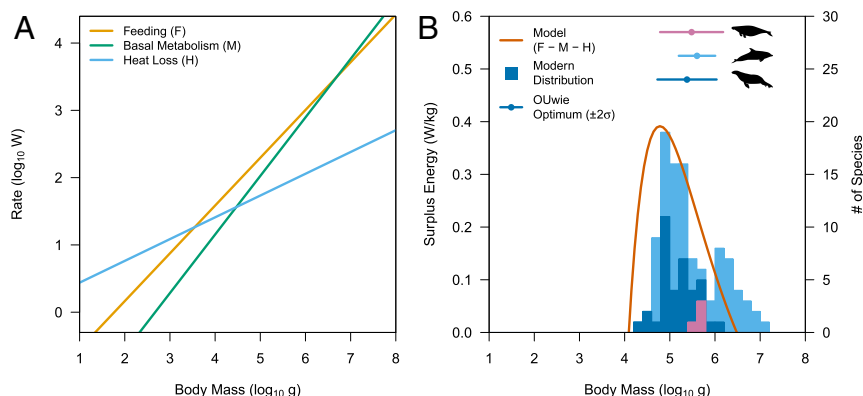 A
Feeding (F)
Basal Metabolism (M)
Heat Loss (H)
Rate (log10 W)
4
3
2
1
0
1 2 3 4 5 6 7 8
Body Mass (log10 g)
B
Model
(F − M − H)
Modern
Distribution
OUwie
Optimum (±2σ)
Surplus Energy (W/kg)
0.6
0.5
0.4
0.3
0.2
0.1
0.0
30
25
20
15
10
5
0
# of Species
1 2 3 4 5 6 7 8
Body Mass (log10 g)